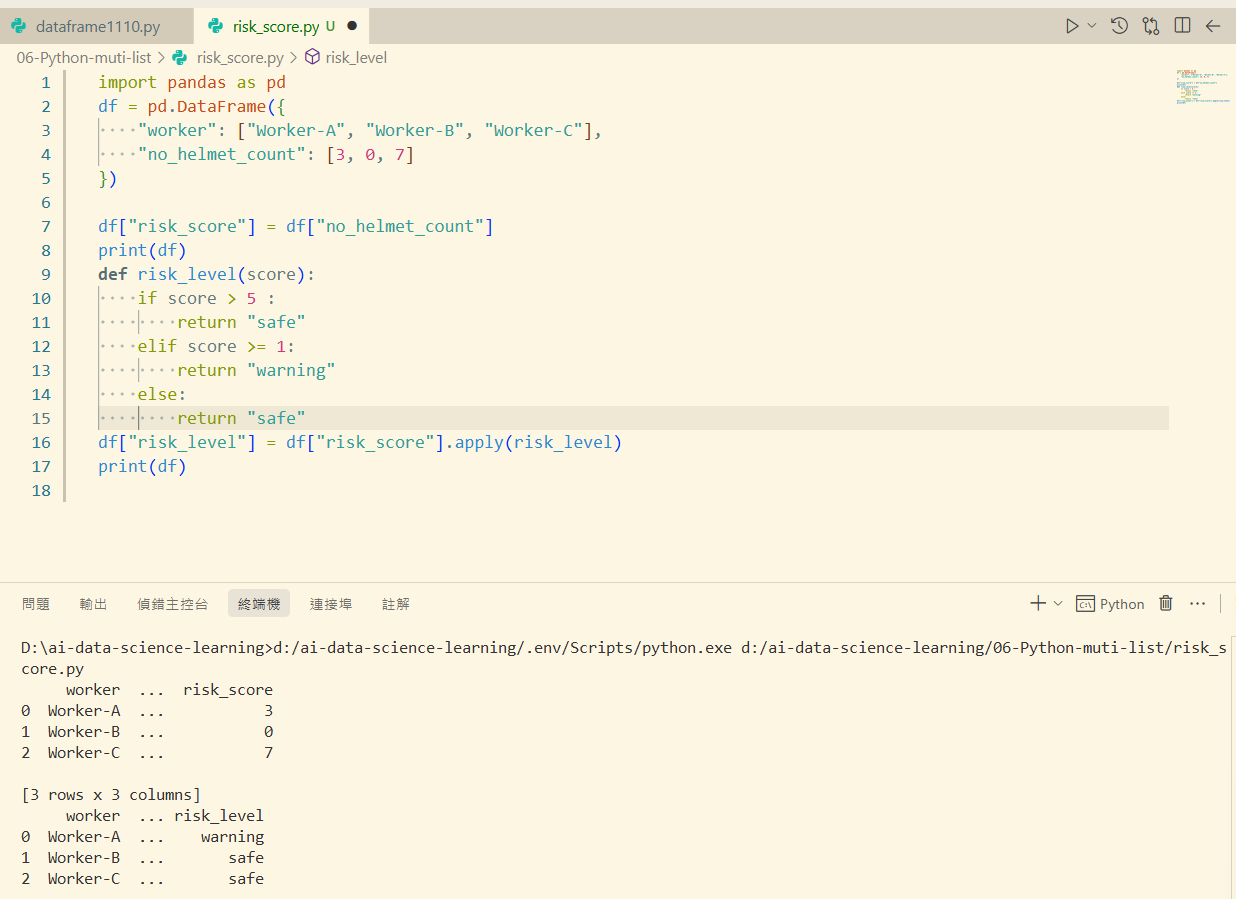 dataframe1110.py risk_score.py U
06-Python-muti-list > risk_score.py > risk_level
1 import pandas as pd
2 df = pd.DataFrame({
3 ····"worker": ["Worker-A", "Worker-B", "Worker-C"],
4 ····"no_helmet_count": [3, 0, 7]
5 })
6
7 df["risk_score"] = df["no_helmet_count"]
8 print(df)
9 def risk_level(score):
10 ····if score > 5 :
11 ········return "safe"
12 ····elif score >= 1:
13 ········return "warning"
14 ····else:
15 ········return "safe"
16 df["risk_level"] = df["risk_score"].apply(risk_level)
17 print(df)
18
問題 輸出 偵錯主控台 終端機 連接埠 註解 Python
D:\ai-data-science-learning>d:/ai-data-science-learning/.env/Scripts/python.exe d:/ai-data-science-learning/06-Python-muti-list/risk_s
core.py
worker ... risk_score
0 Worker-A ... 3
1 Worker-B ... 0
2 Worker-C ... 7
[3 rows x 3 columns]
worker ... risk_level
0 Worker-A ... warning
1 Worker-B ... safe
2 Worker-C ... safe